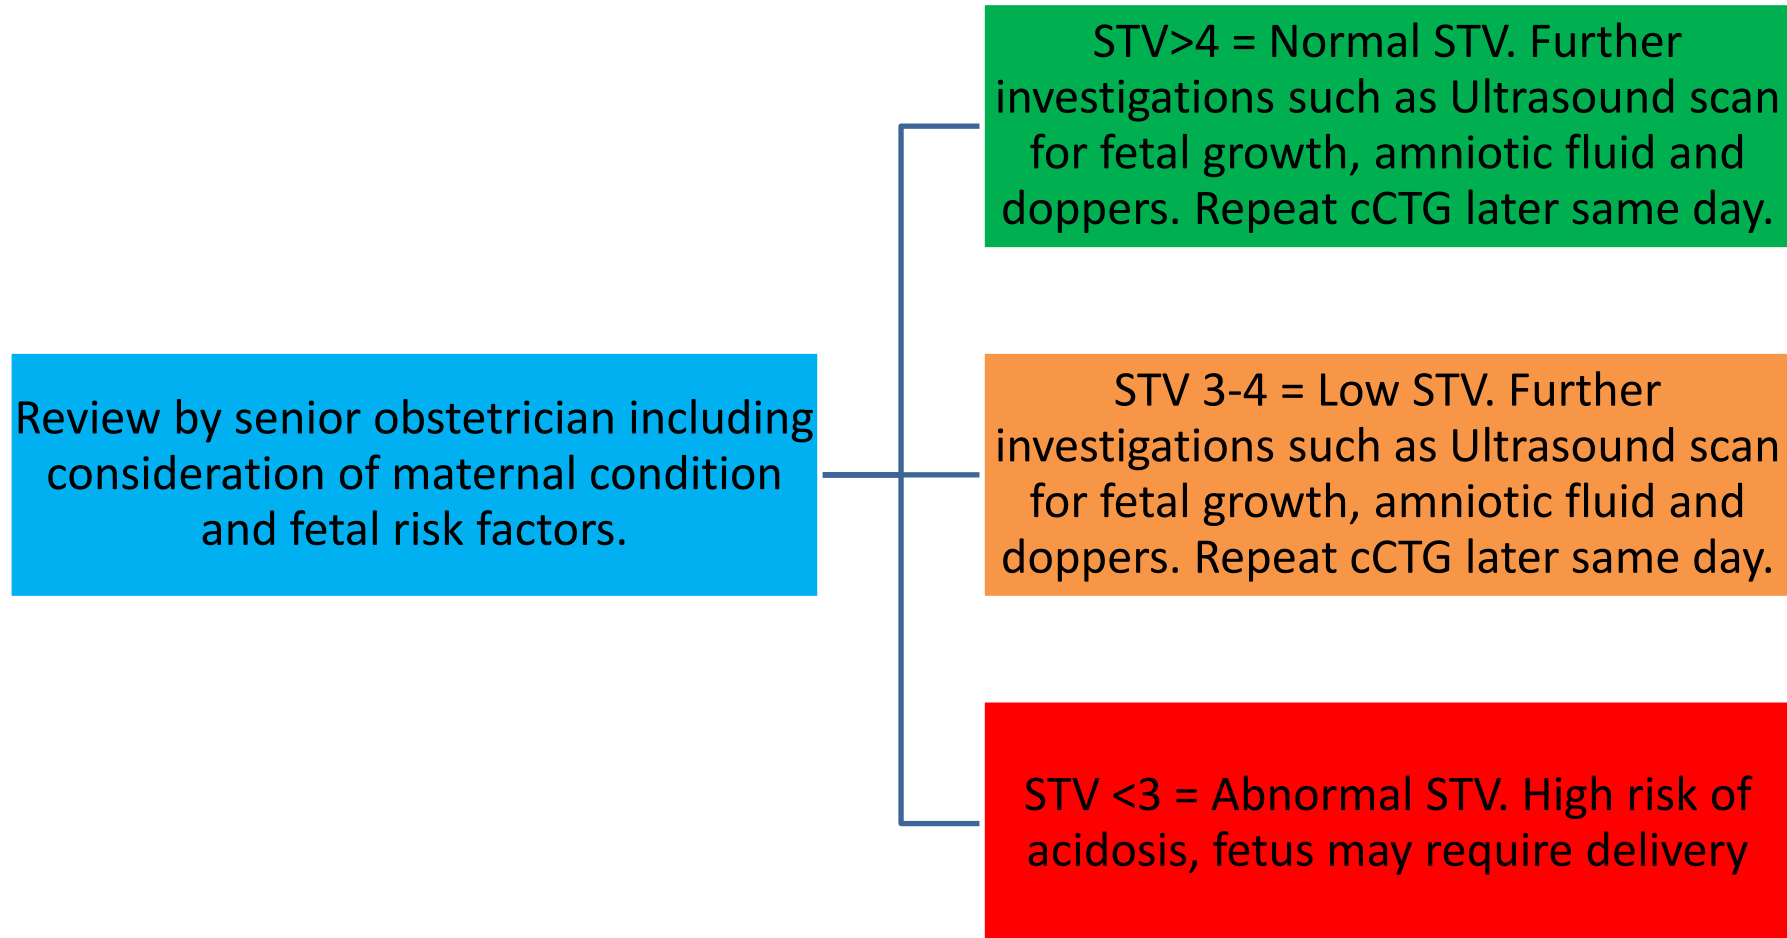 Review by senior obstetrician including
consideration of maternal condition
and fetal risk factors.
STV>4 = Normal STV. Further
investigations such as Ultrasound scan
for fetal growth, amniotic fluid and
doppers. Repeat cCTG later same day.
STV 3-4 = Low STV. Further
investigations such as Ultrasound scan
for fetal growth, amniotic fluid and
doppers. Repeat cCTG later same day.
STV <3 = Abnormal STV. High risk of
acidosis, fetus may require delivery